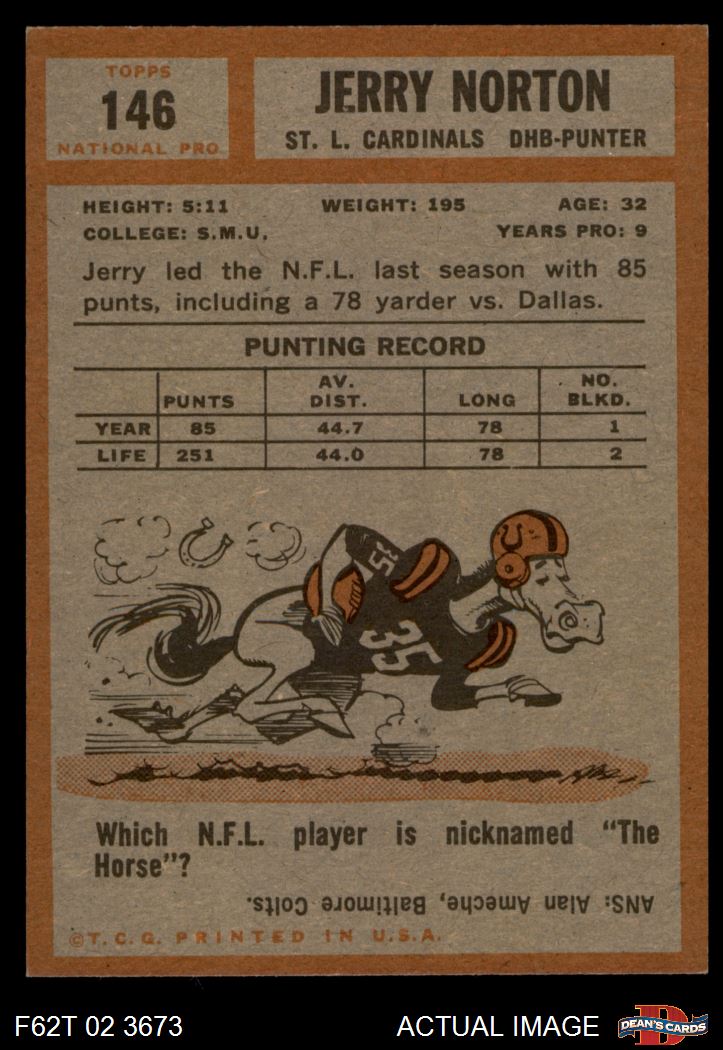 TOPPS
146
NATIONAL PRO
JERRY NORTON
ST. L. CARDINALS DHB-PUNTER
HEIGHT: 5:11 WEIGHT: 195 AGE: 32
COLLEGE: S.M.U. YEARS PRO: 9
Jerry led the N.F.L. last season with 85
punts, including a 78 yarder vs. Dallas.
PUNTING RECORD
PUNTS AV. DIST. LONG NO. BLKD.
YEAR 85 44.7 78 1
LIFE 251 44.0 78 2
35
35
Which N.F.L. player is nicknamed “The
Horse”?
ANS: Alan Ameche, Baltimore Colts.
©T.C.G. PRINTED IN U.S.A.
F62T 02 3673
ACTUAL IMAGE
D
DEAN'S CARDS